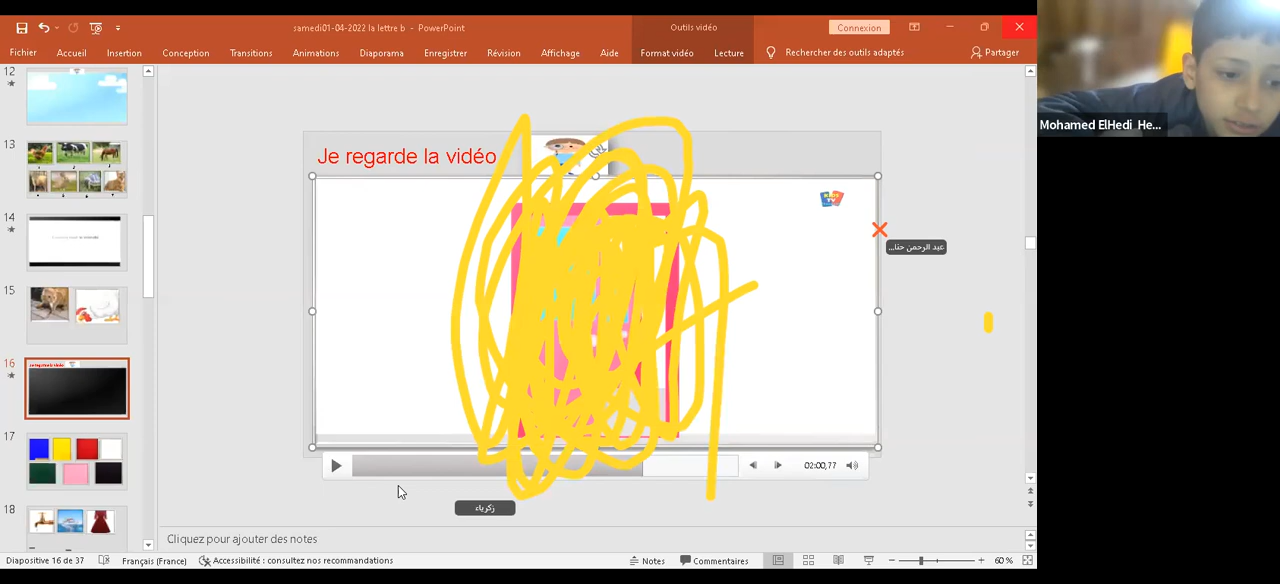 samedi01-04-2022 la lettre b - PowerPoint
Outils vidéo
Connexion
Fichier Accueil Insertion Conception Transitions Animations Diaporama Enregistrer Révision Affichage Aide Format vidéo Lecture Rechercher des outils adaptés Partager
Mohamed ElHedi He...
12
13
14
15
16
17
18
Je regarde la vidéo
عبد الرحمن حنا...
02:00,77
زكرياء
Cliquez pour ajouter des notes
Diapositive 16 de 37 Français (France) Accessibilité : consultez nos recommandations Notes Commentaires 60 %